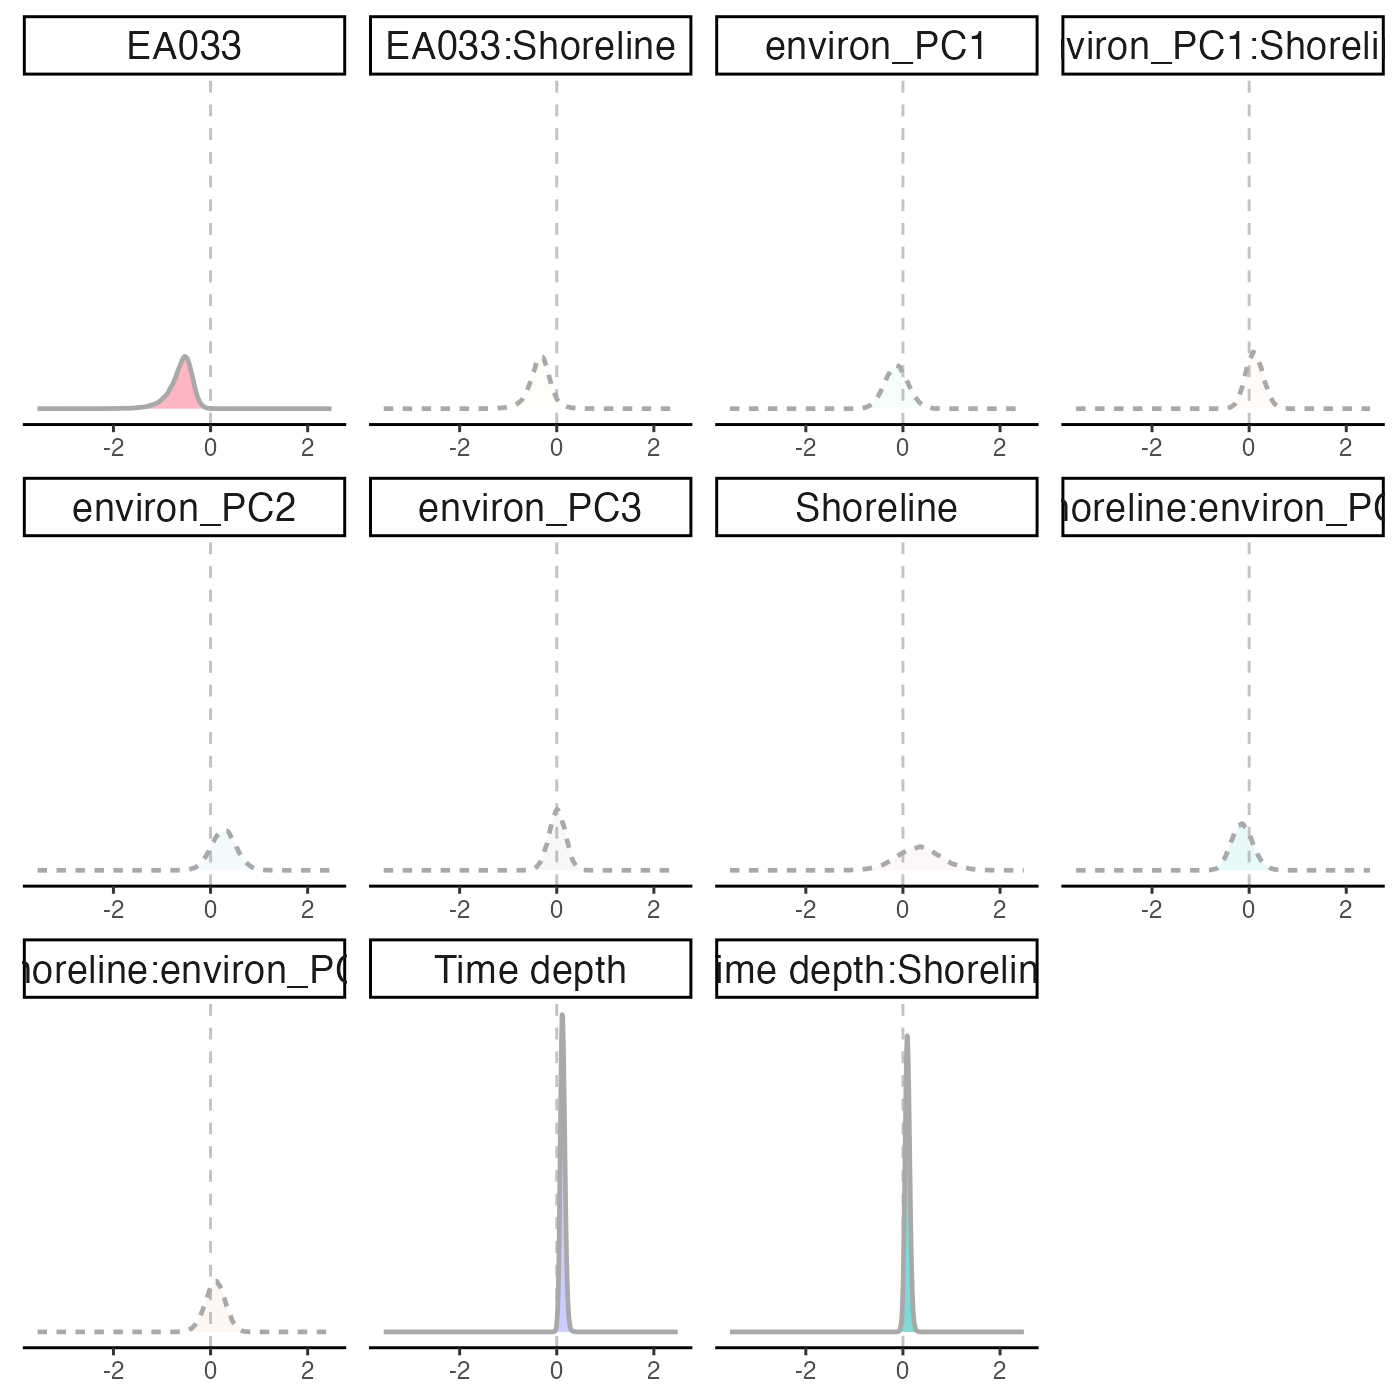 EA033
EA033:Shoreline
environ_PC1
nviron_PC1:Shoreli
-2 0 2
-2 0 2
-2 0 2
-2 0 2
environ_PC2
environ_PC3
Shoreline
horeline:environ_PC
-2 0 2
-2 0 2
-2 0 2
-2 0 2
horeline:environ_PC
Time depth
ime depth:Shorelin
-2 0 2
-2 0 2
-2 0 2